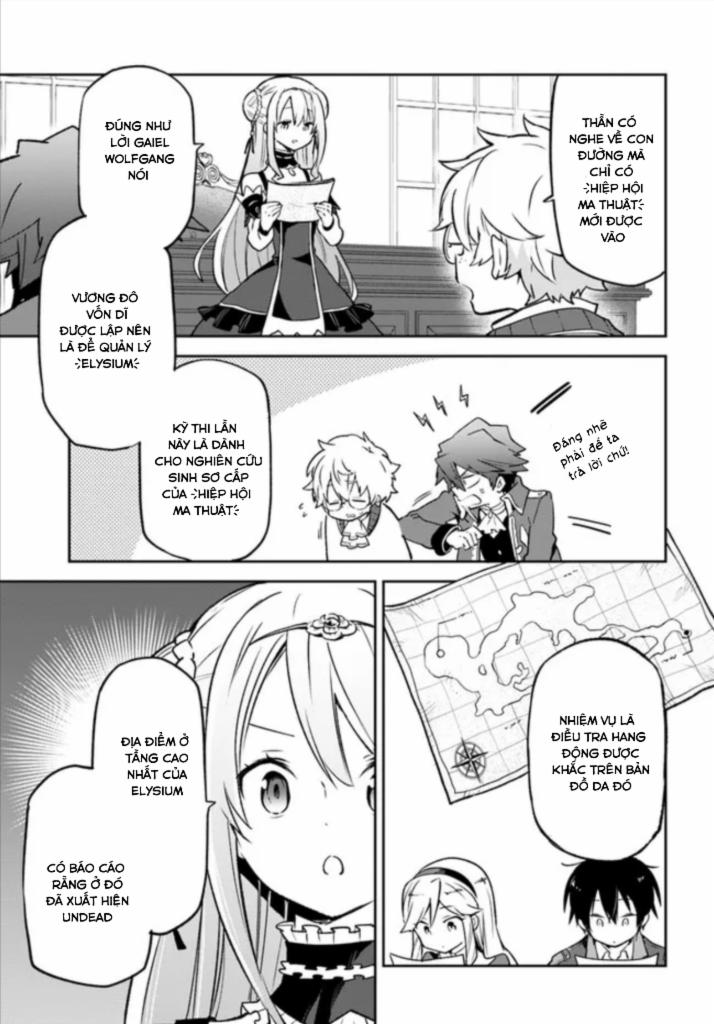 THẦN CÓ
NGHE VỀ CON
ĐƯỜNG MÀ
CHỈ CÓ
HIỆP HỘI
MA THUẬT
MỚI ĐƯỢC
VÀO
ĐÚNG NHƯ
LỜI GAIEL
WOLFGANG
NÓI
VƯƠNG ĐÔ
VỐN DĨ
ĐƯỢC LẬP NÊN
LÀ ĐỂ QUẢN LÝ
ELYSIUM
Đáng nhẽ
phải để ta
trả lời chứ!
KỲ THI LẦN
NÀY LÀ DÀNH
CHO NGHIÊN CỨU
SINH SƠ CẤP
CỦA HIỆP HỘI
MA THUẬT
NHIỆM VỤ LÀ
ĐIỀU TRA HANG
ĐỘNG ĐƯỢC
KHẮC TRÊN BẢN
ĐỒ DA ĐÓ
ĐỊA ĐIỂM Ở
TẦNG CAO
NHẤT CỦA
ELYSIUM
CÓ BÁO CÁO
RẰNG Ở ĐÓ
ĐÃ XUẤT HIỆN
UNDEAD